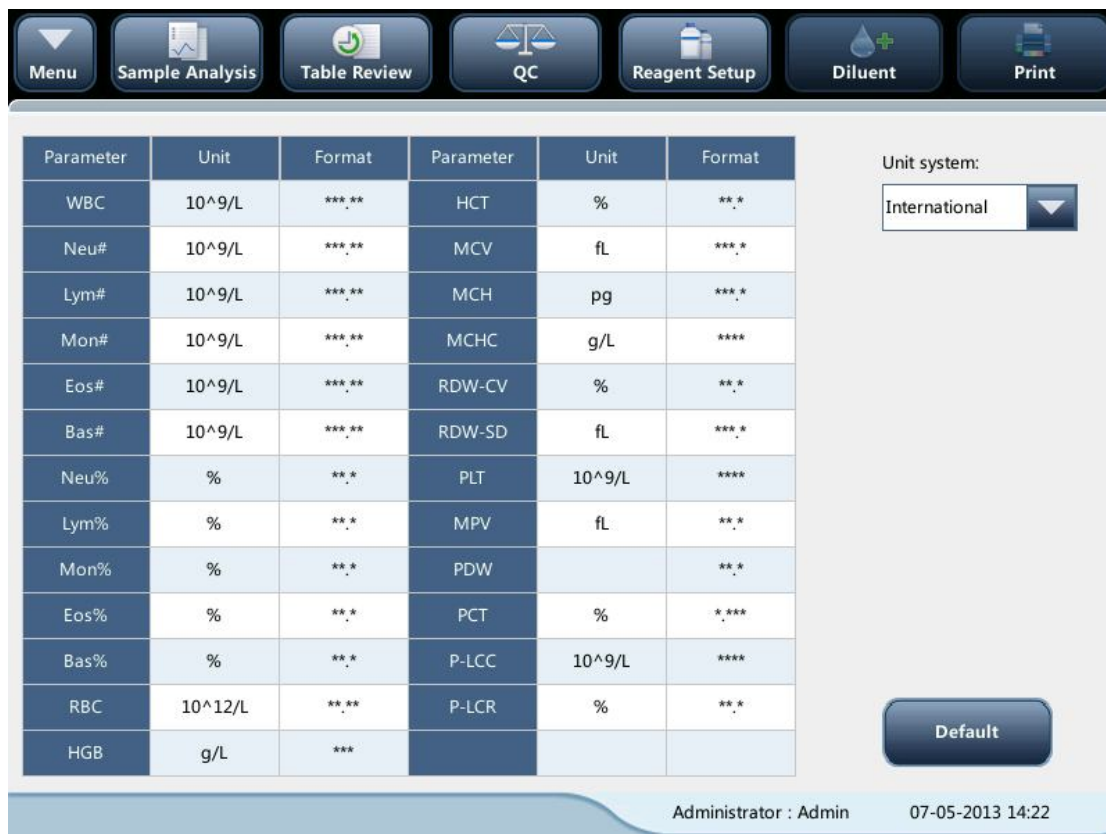 Menu Sample Analysis Table Review QC Reagent Setup Diluent Print
Parameter Unit Format Parameter Unit Format
Unit system:
WBC 10^9/L ***.** HCT % **.*
International
Neu# 10^9/L ***.** MCV fL ***.*
Lym# 10^9/L ***.** MCH pg ***.*
Mon# 10^9/L ***.** MCHC g/L ****
Eos# 10^9/L ***.** RDW-CV % **.*
Bas# 10^9/L ***.** RDW-SD fL ***.*
Neu% % **.* PLT 10^9/L ****
Lym% % **.* MPV fL **.*
Mon% % **.* PDW **.*
Eos% % **.* PCT % *.***
Bas% % **.* P-LCC 10^9/L ****
RBC 10^12/L **.** P-LCR % **.*
Default
HGB g/L ***
Administrator : Admin 07-05-2013 14:22